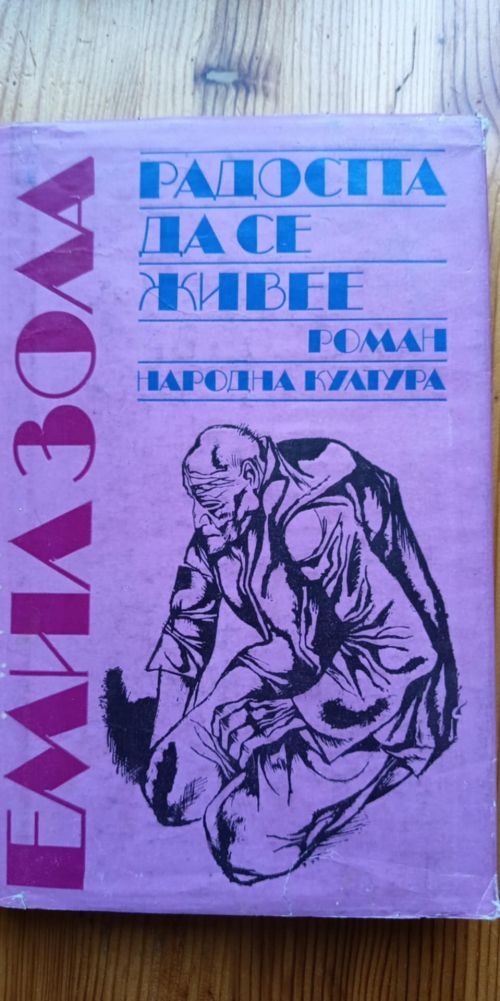 ЕМИЛ ЗОЛА
РАДОСТТА
ДА СЕ
ЖИВЕЕ
РОМАН
НАРОДНА КУЛТУРА